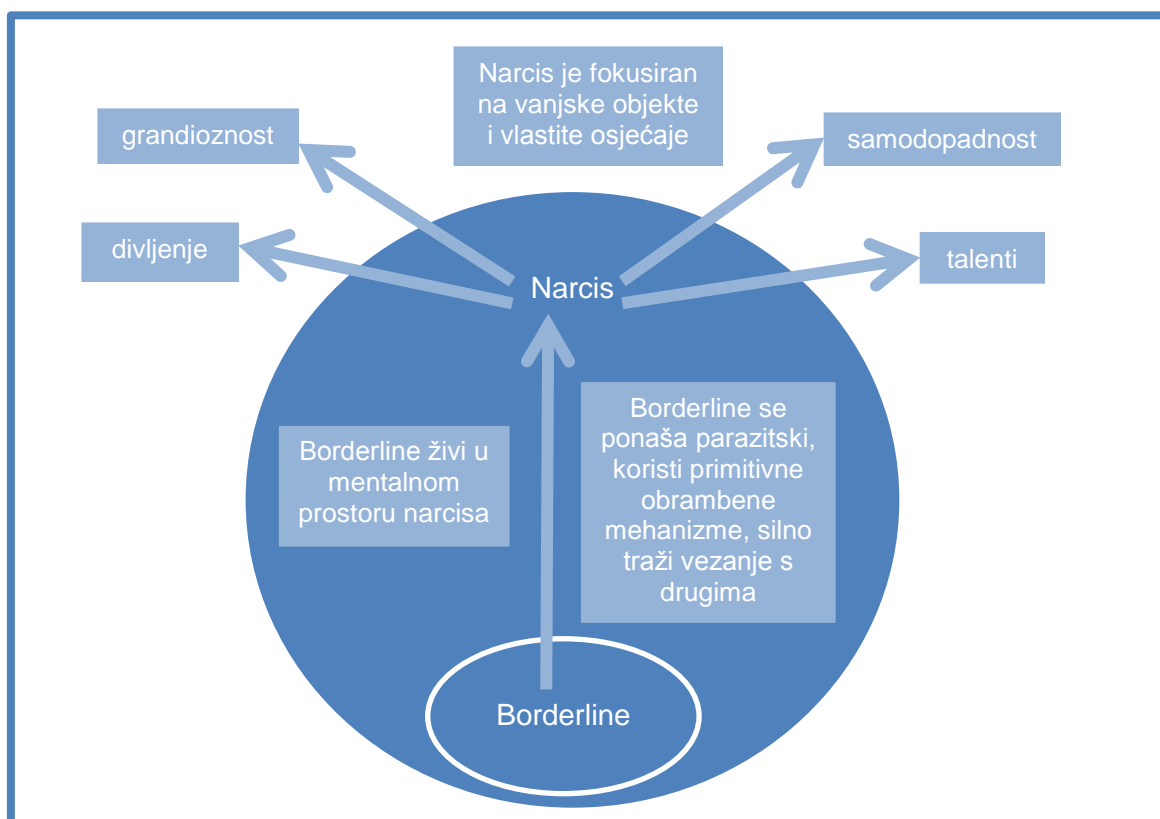 Narcis je fokusiran
na vanjske objekte
i vlastite osjećaje
grandioznost
samodopadnost
divljenje
talenti
Narcis
Borderline živi u
mentalnom
prostoru narcisa
Borderline se
ponaša parazitski,
koristi primitivne
obrambene
mehanizme, silno
traži vezanje s
drugima
Borderline